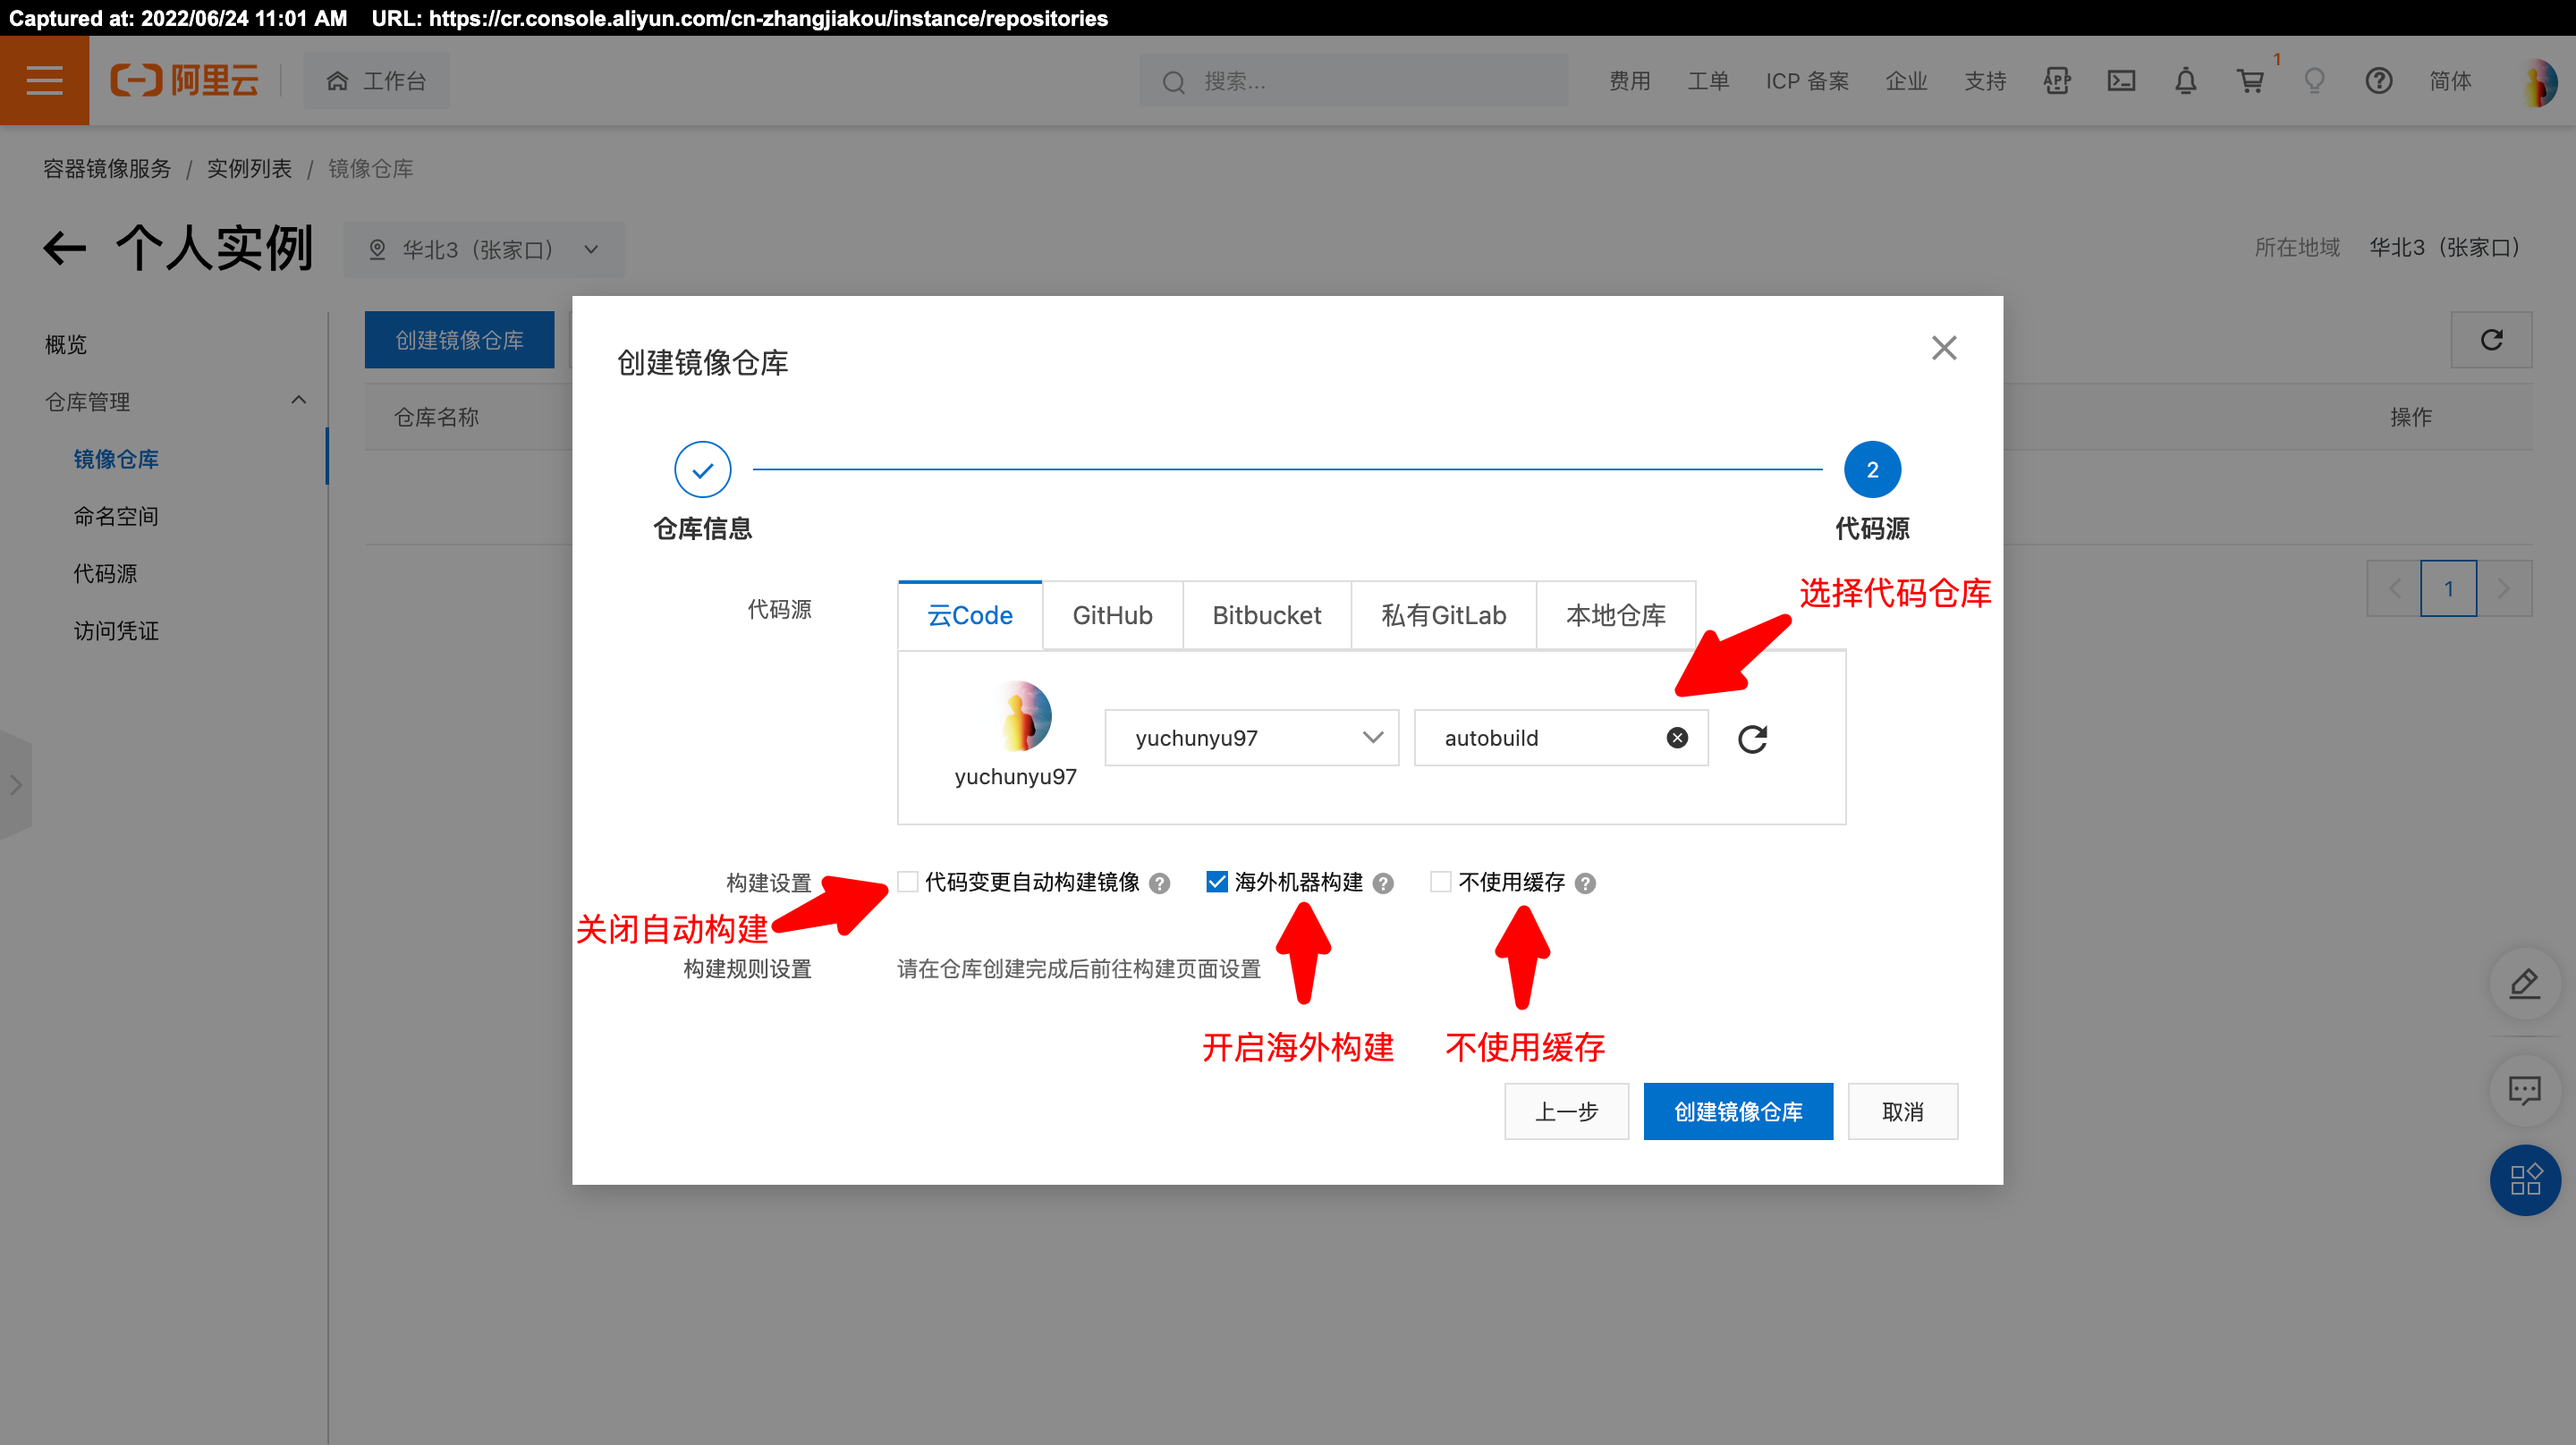 Captured at: 2022/06/24 11:01 AM URL: https://cr.console.aliyun.com/cn-zhangjiakou/instance/repositories
阿里云 工作台 搜索... 费用 工单 ICP 备案 企业 支持 APP 1 简体
容器镜像服务 / 实例列表 / 镜像仓库
个人实例 华北3（张家口） 所在地域 华北3（张家口）
概览
仓库管理
镜像仓库
命名空间
代码源
访问凭证
创建镜像仓库
仓库名称 操作
1
创建镜像仓库
2
仓库信息 代码源
选择代码仓库
代码源 云Code GitHub Bitbucket 私有GitLab 本地仓库
yuchunyu97 autobuild
yuchunyu97
构建设置 代码变更自动构建镜像 ? 海外机器构建 ? 不使用缓存 ?
关闭自动构建
构建规则设置 请在仓库创建完成后前往构建页面设置
开启海外构建 不使用缓存
上一步 创建镜像仓库 取消